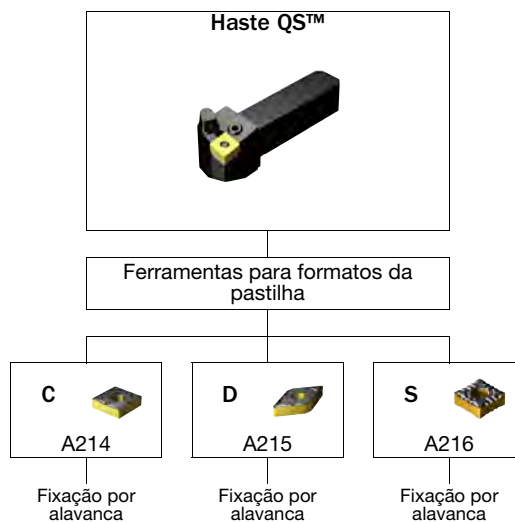 Haste QS™
Ferramentas para formatos da
pastilha
C
A214
D
A215
S
A216
Fixação por
alavanca
Fixação por
alavanca
Fixação por
alavanca